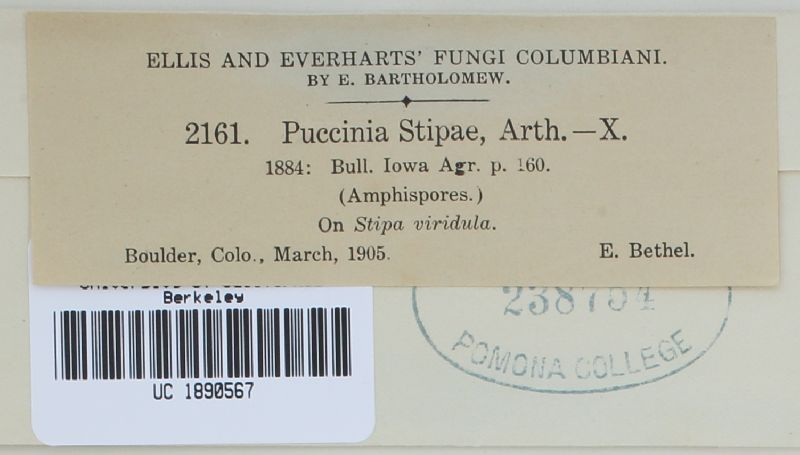 ELLIS AND EVERHARTS' FUNGI COLUMBIANI.
BY E. BARTHOLOMEW.
2161. Puccinia Stipae, Arth.—X.
1884: Bull. Iowa Agr. p. 160.
(Amphispores.)
On Stipa viridula.
Boulder, Colo., March, 1905. E. Bethel.
Berkeley
UC 1890567
238704
POMONA COLLEGE